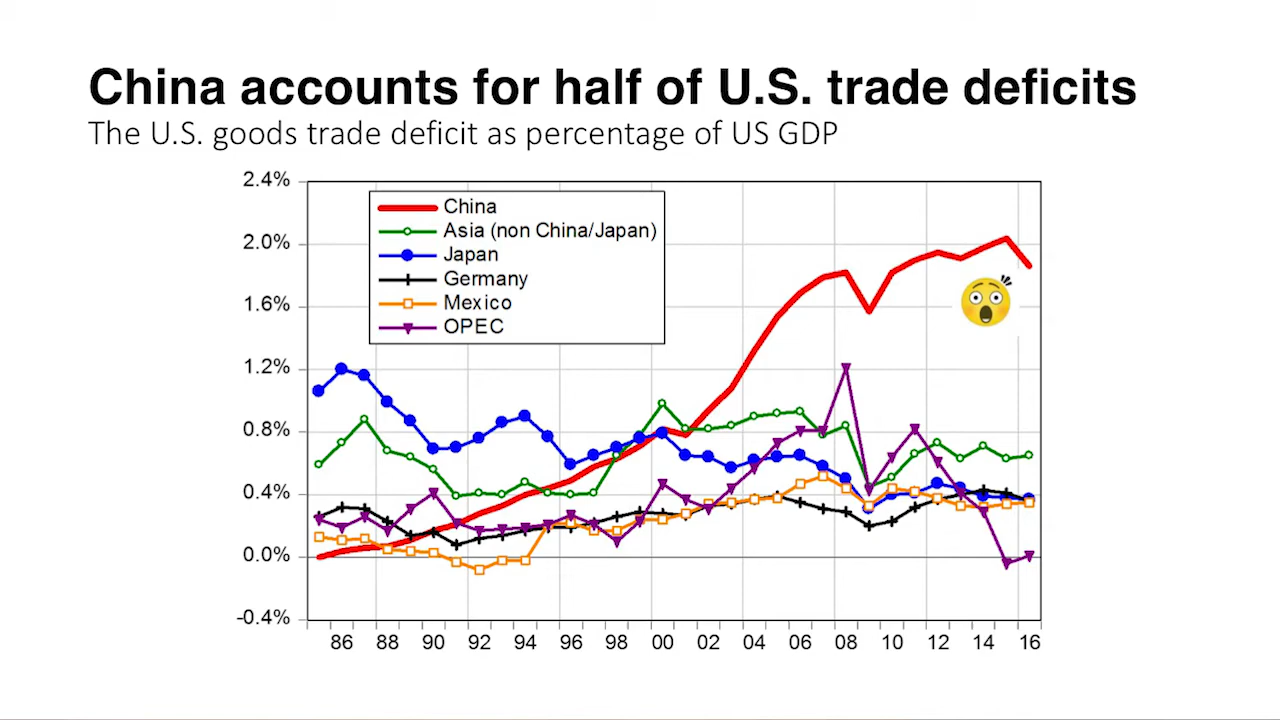 China accounts for half of U.S. trade deficits
The U.S. goods trade deficit as percentage of US GDP
2.4%
2.0%
1.6%
1.2%
0.8%
0.4%
0.0%
-0.4%
China
Asia (non China/Japan)
Japan
Germany
Mexico
OPEC
86 88 90 92 94 96 98 00 02 04 06 08 10 12 14 16